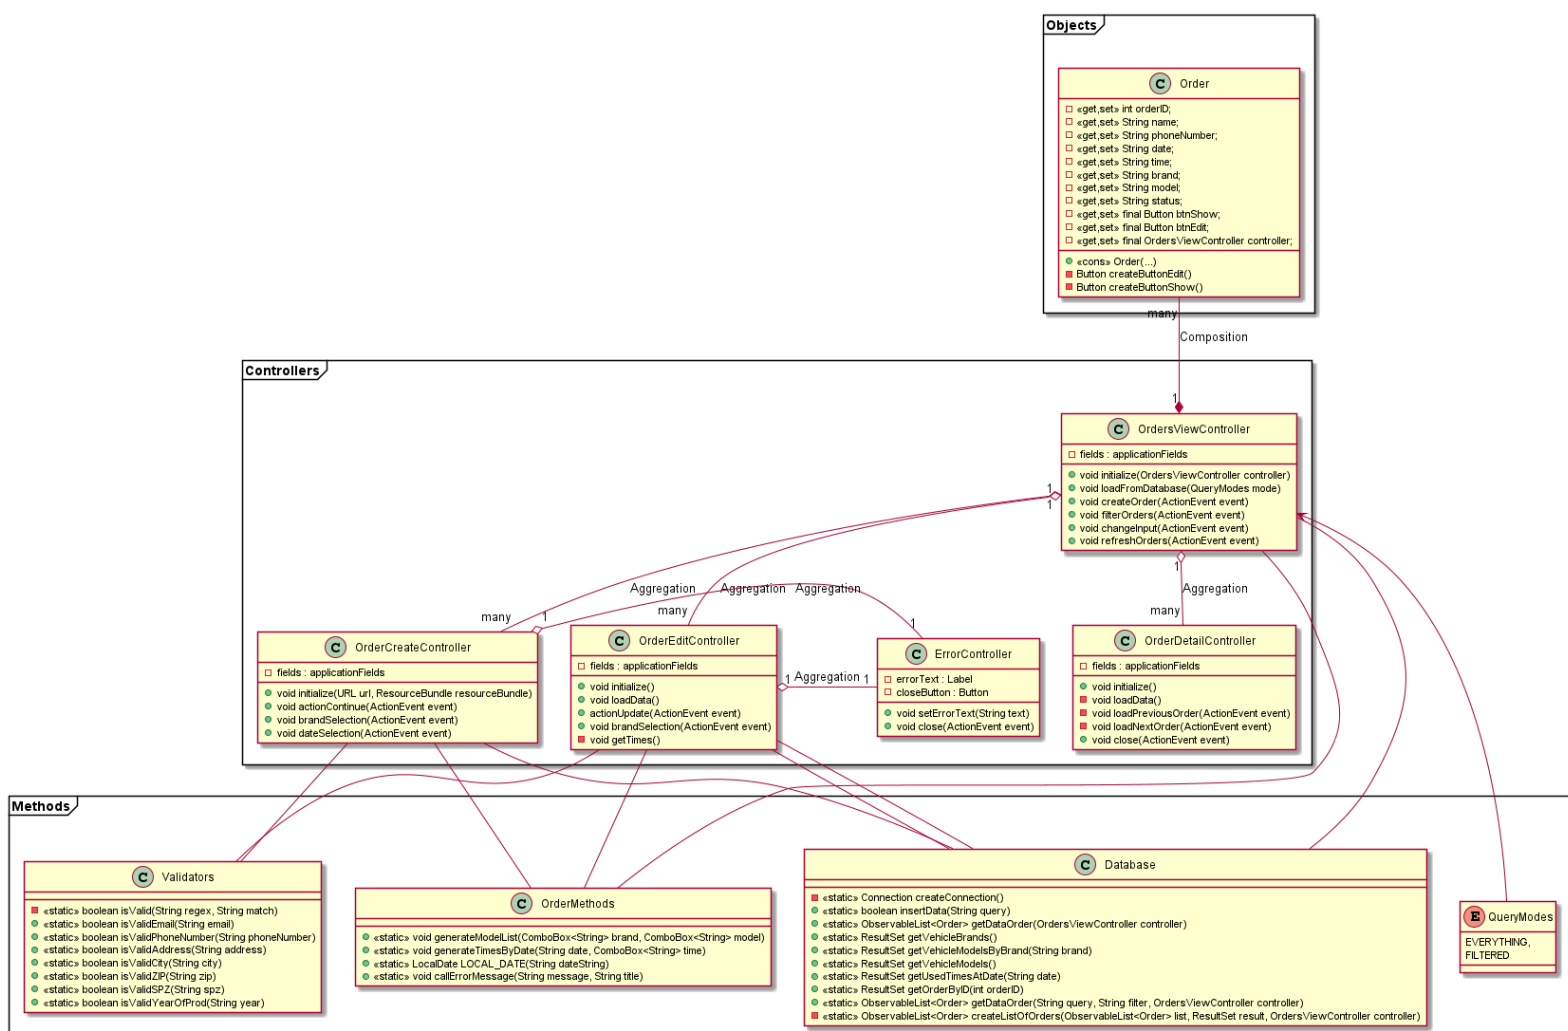 Objects
C Order
«get,set» int orderID;
«get,set» String name;
«get,set» String phoneNumber;
«get,set» String date;
«get,set» String time;
«get,set» String brand;
«get,set» String model;
«get,set» String status;
«get,set» final Button btnShow;
«get,set» final Button btnEdit;
«get,set» final OrdersViewController controller;
«cons» Order(...)
Button createButtonEdit()
Button createButtonShow()
many
Composition
1
Controllers
C OrdersViewController
fields : applicationFields
void initialize(OrdersViewController controller)
void loadFromDatabase(QueryModes mode)
void createOrder(ActionEvent event)
void filterOrders(ActionEvent event)
void changeInput(ActionEvent event)
void refreshOrders(ActionEvent event)
1
1
1
Aggregation
Aggregation
Aggregation
Aggregation
many
1
many
1
many
C OrderCreateController
fields : applicationFields
void initialize(URL url, ResourceBundle resourceBundle)
void actionContinue(ActionEvent event)
void brandSelection(ActionEvent event)
void dateSelection(ActionEvent event)
C OrderEditController
fields : applicationFields
void initialize()
void loadData()
actionUpdate(ActionEvent event)
void brandSelection(ActionEvent event)
void getTimes()
1
Aggregation
1
C ErrorController
errorText : Label
closeButton : Button
void setErrorText(String text)
void close(ActionEvent event)
C OrderDetailController
fields : applicationFields
void initialize()
void loadData()
void loadPreviousOrder(ActionEvent event)
void loadNextOrder(ActionEvent event)
void close(ActionEvent event)
Methods
C Validators
«static» boolean isValid(String regex, String match)
«static» boolean isValidEmail(String email)
«static» boolean isValidPhoneNumber(String phoneNumber)
«static» boolean isValidAddress(String address)
«static» boolean isValidCity(String city)
«static» boolean isValidZIP(String zip)
«static» boolean isValidSPZ(String spz)
«static» boolean isValidYearOfProd(String year)
C OrderMethods
«static» void generateModelList(ComboBox<String> brand, ComboBox<String> model)
«static» void generateTimesByDate(String date, ComboBox<String> time)
«static» LocalDate LOCAL_DATE(String dateString)
«static» void callErrorMessage(String message, String title)
C Database
«static» Connection createConnection()
«static» boolean insertData(String query)
«static» ObservableList<Order> getDataOrder(OrdersViewController controller)
«static» ResultSet getVehicleBrands()
«static» ResultSet getVehicleModelsByBrand(String brand)
«static» ResultSet getVehicleModels()
«static» ResultSet getUsedTimesAtDate(String date)
«static» ResultSet getOrderByID(int orderID)
«static» ObservableList<Order> getDataOrder(String query, String filter, OrdersViewController controller)
«static» ObservableList<Order> createListOfOrders(ObservableList<Order> list, ResultSet result, OrdersViewController controller)
E QueryModes
EVERYTHING,
FILTERED